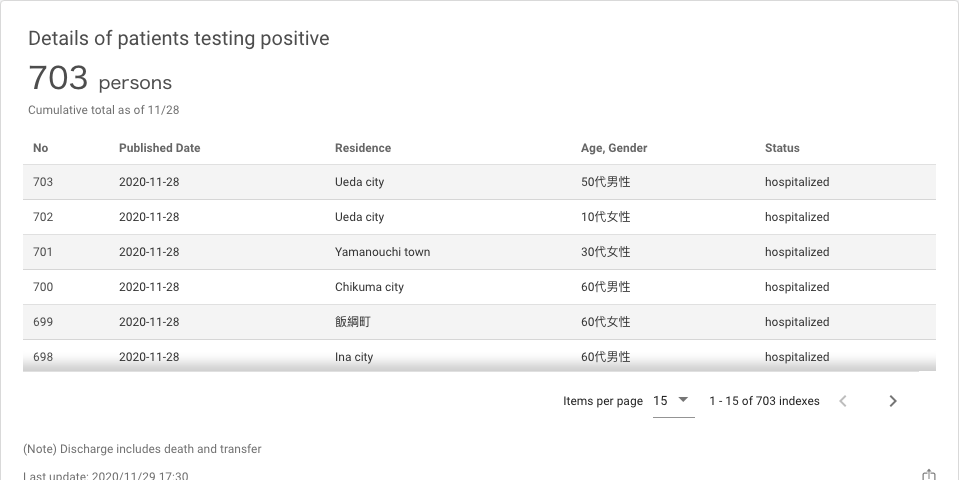 Details of patients testing positive
703 persons
Cumulative total as of 11/28
No Published Date Residence Age, Gender Status
703 2020-11-28 Ueda city 50代男性 hospitalized
702 2020-11-28 Ueda city 10代女性 hospitalized
701 2020-11-28 Yamanouchi town 30代女性 hospitalized
700 2020-11-28 Chikuma city 60代男性 hospitalized
699 2020-11-28 飯綱町 60代女性 hospitalized
698 2020-11-28 Ina city 60代男性 hospitalized
Items per page 15 1 - 15 of 703 indexes
(Note) Discharge includes death and transfer
Last update: 2020/11/29 17:30